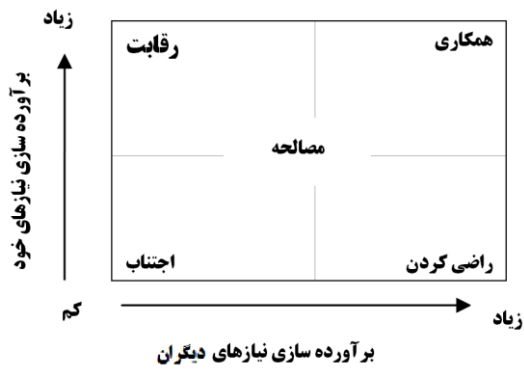 زیاد
رقابت
همکاری
برآورده سازی نیازهای خود
مصالحه
اجتناب
راضی کردن
کم
زیاد
برآورده سازی نیازهای دیگران